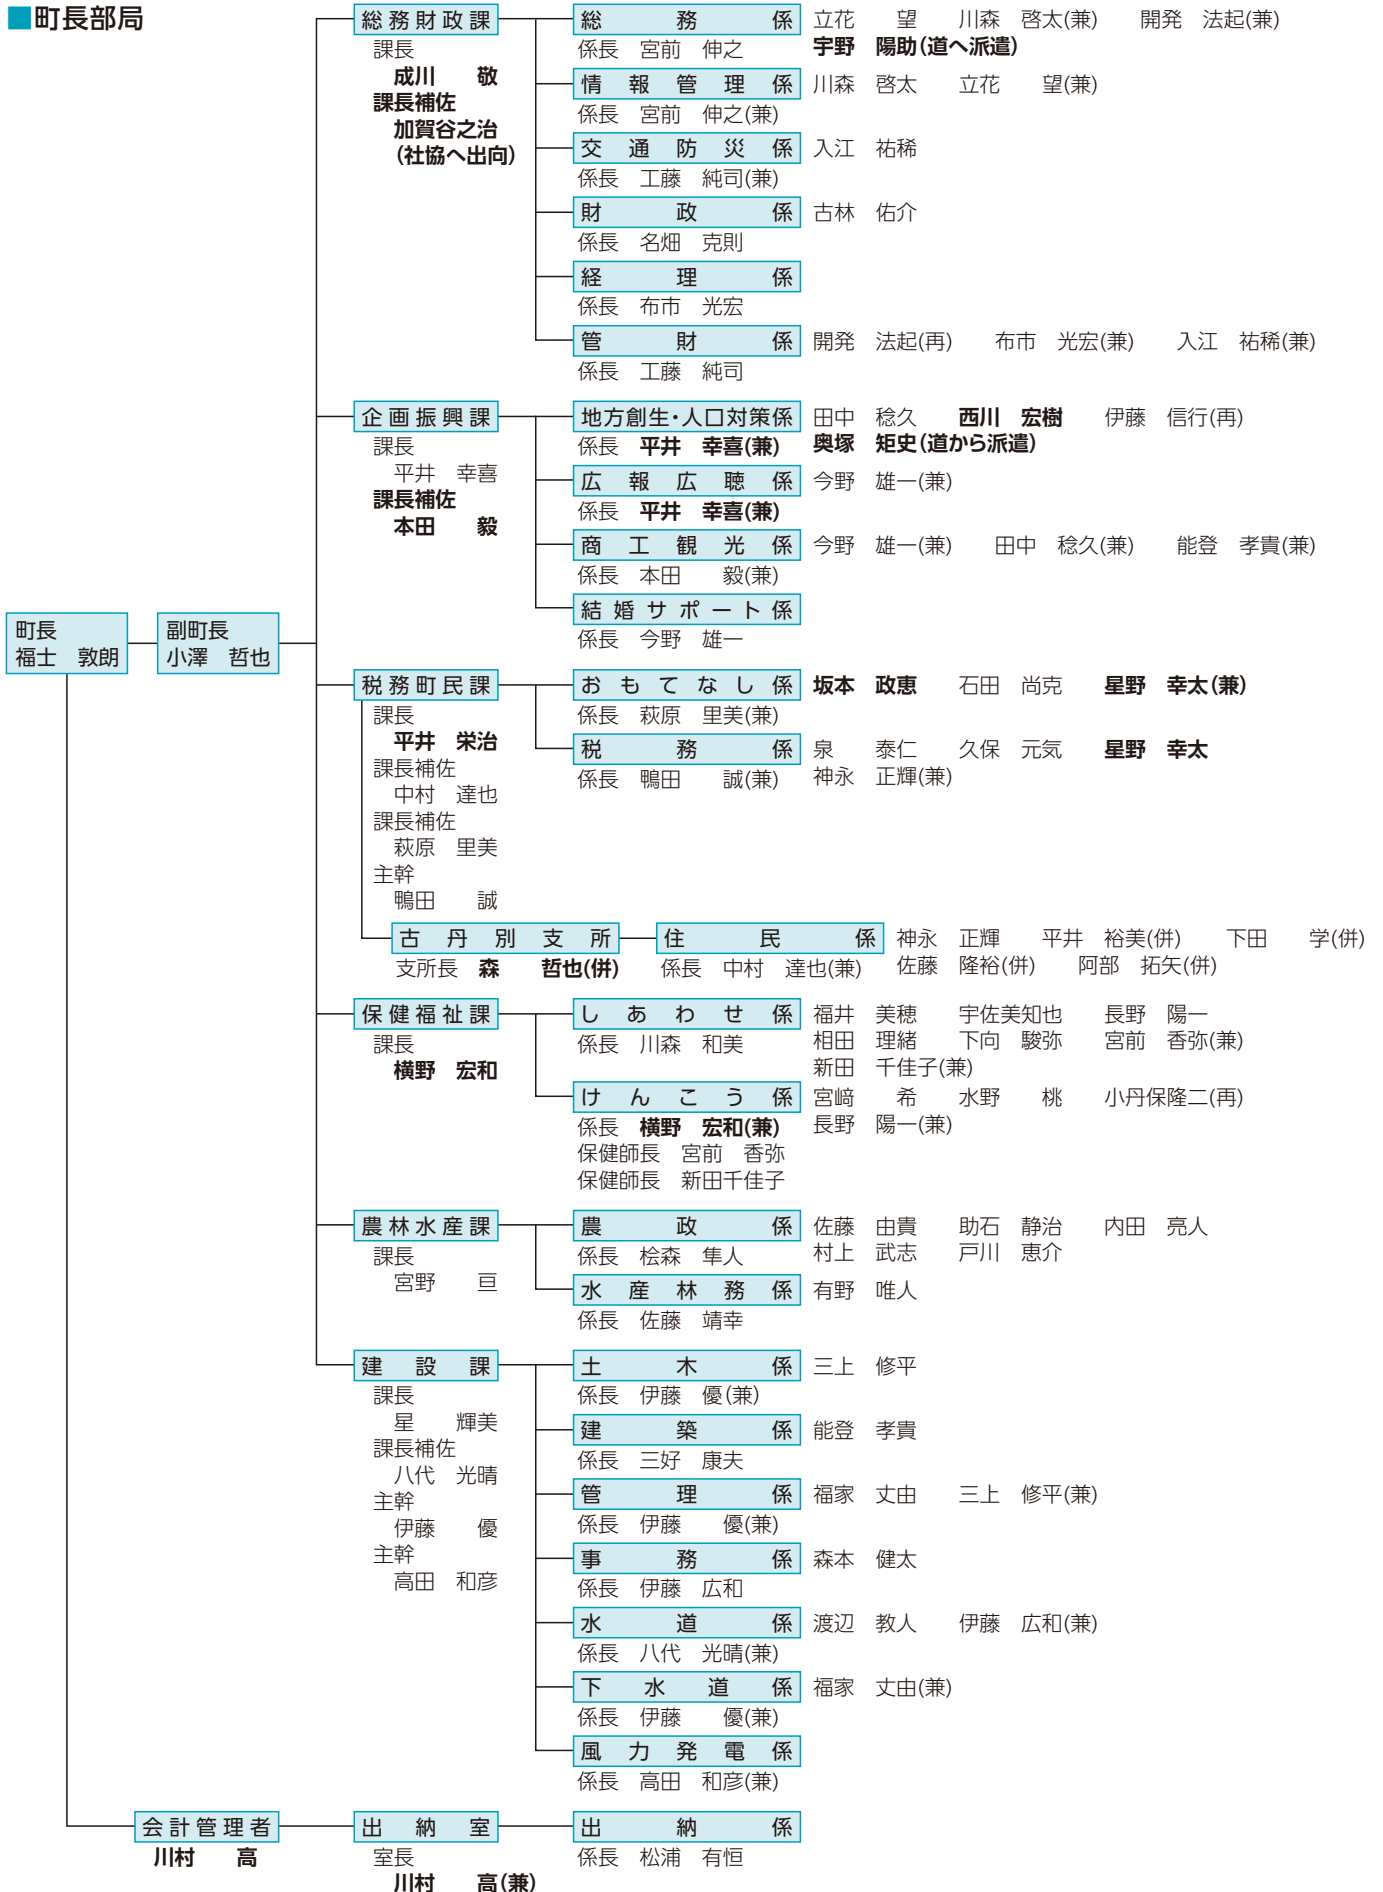 ■町長部局
町長
福士　敦朗
副町長
小澤　哲也
総務財政課
課長
成川　　敬
課長補佐
加賀谷之治
（社協へ出向）
総務係
係長　宮前　伸之
立花　　望　　川森　啓太(兼)　　開発　法起(兼)
宇野　陽助（道へ派遣）
情報管理係
係長　宮前　伸之(兼)
川森　啓太　　立花　　望(兼)
交通防災係
係長　工藤　純司(兼)
入江　祐稀
財政係
係長　名畑　克則
古林　佑介
経理係
係長　布市　光宏
管財係
係長　工藤　純司
開発　法起(再)　　布市　光宏(兼)　　入江　祐稀(兼)
企画振興課
課長
平井　幸喜
課長補佐
本田　　毅
地方創生・人口対策係
係長　平井　幸喜(兼)
田中　稔久　　西川　宏樹　　伊藤　信行(再)
奥塚　矩史（道から派遣）
広報広聴係
係長　平井　幸喜(兼)
今野　雄一(兼)
商工観光係
係長　本田　　毅(兼)
今野　雄一(兼)　　田中　稔久(兼)　　能登　孝貴(兼)
結婚サポート係
係長　今野　雄一
税務町民課
課長
平井　栄治
課長補佐
中村　達也
課長補佐
萩原　里美
主幹
鴨田　　誠
おもてなし係
係長　萩原　里美(兼)
坂本　政恵　　石田　尚克　　星野　幸太(兼)
税務係
係長　鴨田　　誠(兼)
泉　　泰仁　　久保　元気　　星野　幸太
神永　正輝(兼)
古丹別支所
支所長　森　　哲也(併)
住民係
係長　中村　達也(兼)
神永　正輝　　平井　裕美(併)　　下田　　学(併)
佐藤　隆裕(併)　　阿部　拓矢(併)
保健福祉課
課長
横野　宏和
しあわせ係
係長　川森　和美
福井　美穂　　宇佐美知也　　長野　陽一
相田　理緒　　下向　駿弥　　宮前　香弥(兼)
新田　千佳子(兼)
けんこう係
係長　横野　宏和(兼)
保健師長　宮前　香弥
保健師長　新田千佳子
宮﨑　　希　　水野　　桃　　小丹保隆二(再)
長野　陽一(兼)
農林水産課
課長
宮野　　亘
農政係
係長　桧森　隼人
佐藤　由貴　　助石　静治　　内田　亮人
村上　武志　　戸川　恵介
水産林務係
係長　佐藤　靖幸
有野　唯人
建設課
課長
星　　輝美
課長補佐
八代　光晴
主幹
伊藤　　優
主幹
高田　和彦
土木係
係長　伊藤　優(兼)
三上　修平
建築係
係長　三好　康夫
能登　孝貴
管理係
係長　伊藤　　優(兼)
福家　丈由　　三上　修平(兼)
事務係
係長　伊藤　広和
森本　健太
水道係
係長　八代　光晴(兼)
渡辺　教人　　伊藤　広和(兼)
下水道係
係長　伊藤　　優(兼)
福家　丈由(兼)
風力発電係
係長　高田　和彦(兼)
会計管理者
川村　　高
出納室
室長
川村　　高(兼)
出納係
係長　松浦　有恒